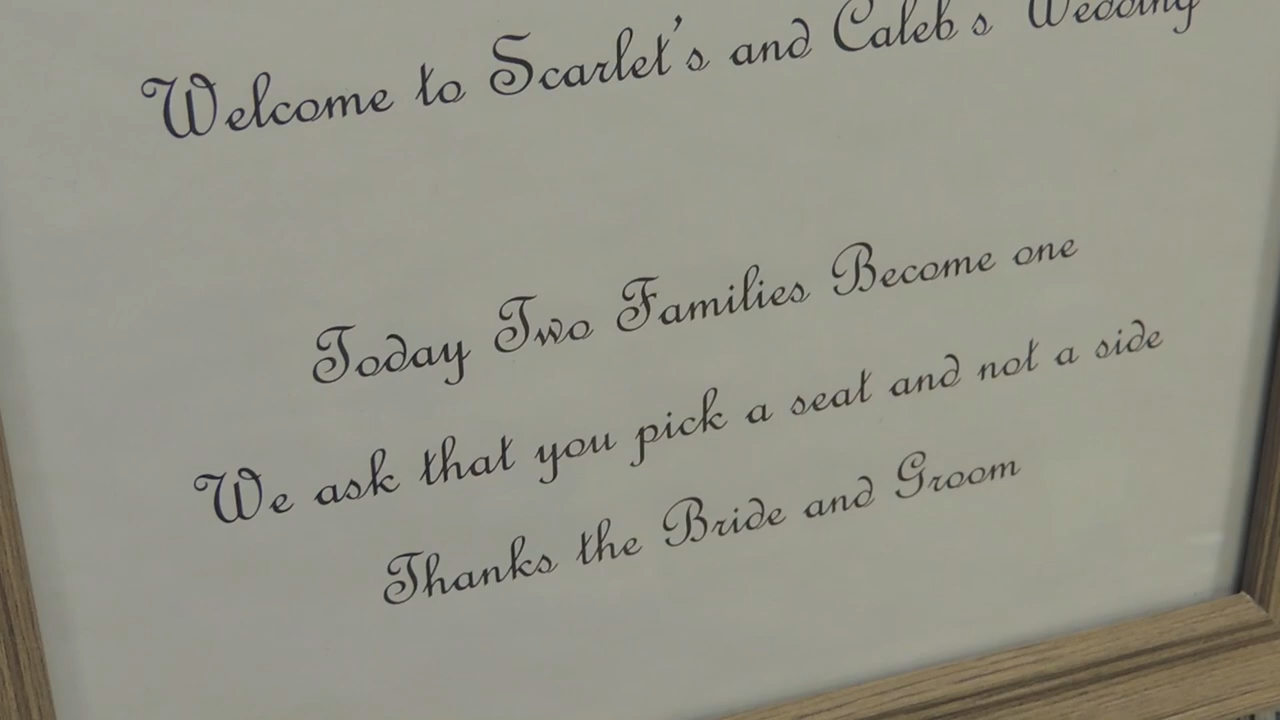 Welcome to Scarlet's and Caleb's Wedding
Today Two Families Become one
We ask that you pick a seat and not a side
Thanks the Bride and Groom